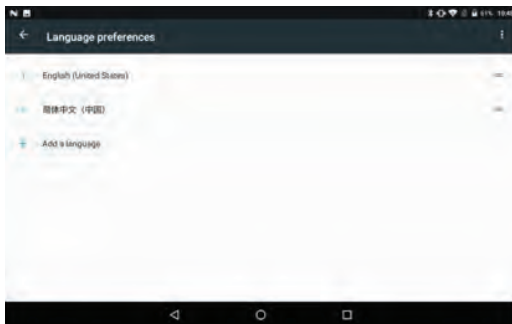 Language preferences
English (United States)
简体中文（中国）
Add a language